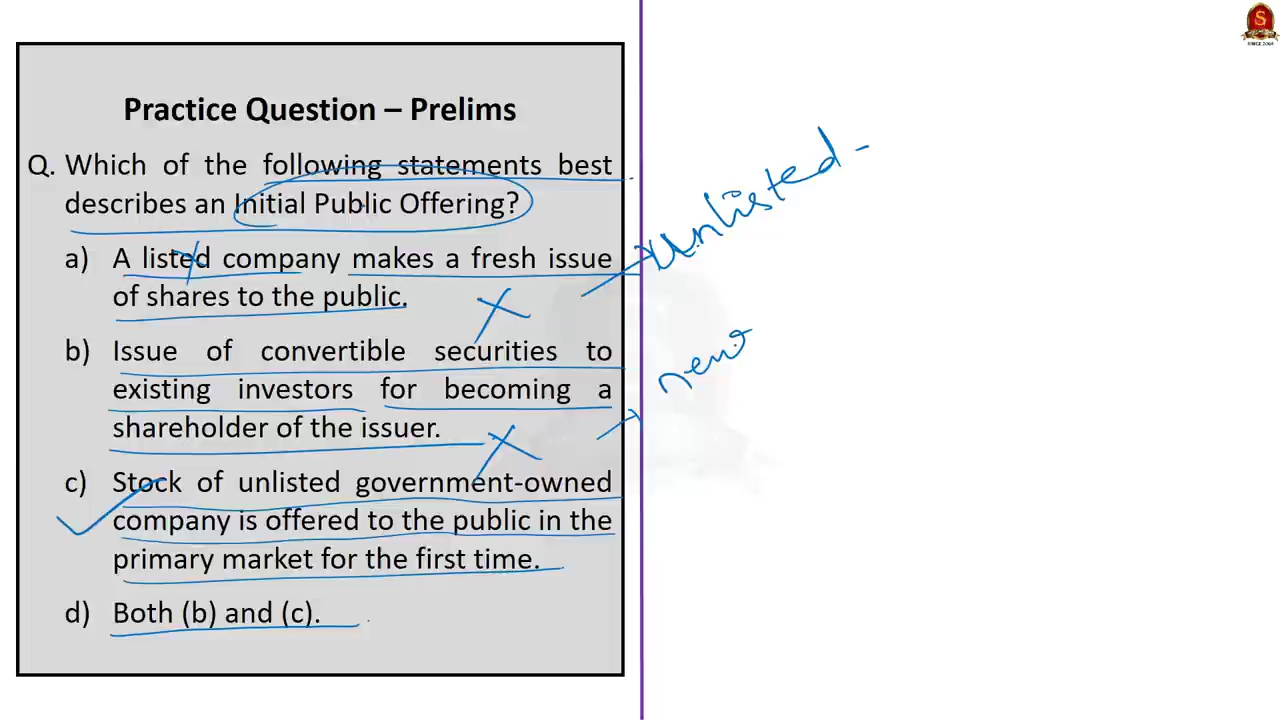 Practice Question – Prelims
Q. Which of the following statements best
describes an Initial Public Offering?
a) A listed company makes a fresh issue
of shares to the public.
b) Issue of convertible securities to
existing investors for becoming a
shareholder of the issuer.
c) Stock of unlisted government-owned
company is offered to the public in the
primary market for the first time.
d) Both (b) and (c).
Unlisted -
new
S
SINCE 2004